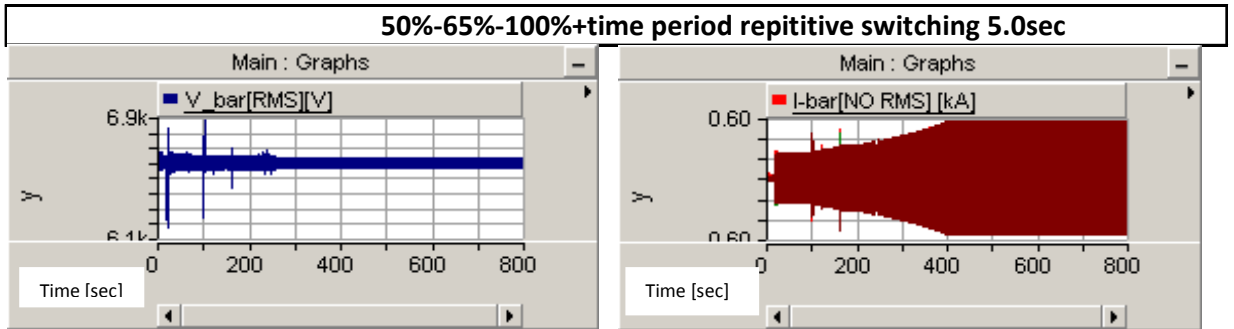 50%-65%-100%+time period repititive switching 5.0sec
Main : Graphs
V_bar[RMS][V]
6.9k
y
6.1k
0 200 400 600 800
Time [sec]
Main : Graphs
I-bar[NO RMS] [kA]
0.60
y
0.60
0 200 400 600 800
Time [sec]